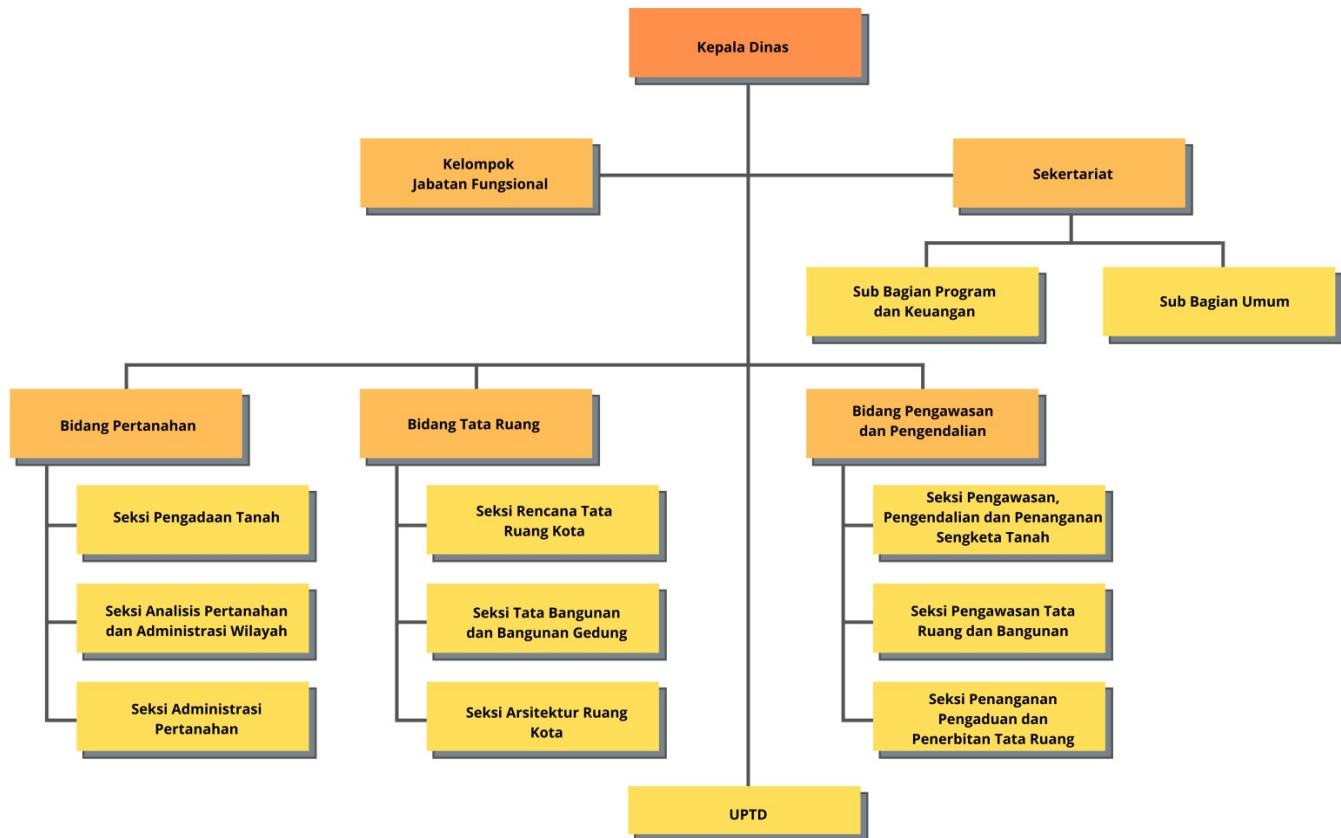 Kepala Dinas
Kelompok
Jabatan Fungsional
Sekertariat
Sub Bagian Program
dan Keuangan
Sub Bagian Umum
Bidang Pertanahan
Bidang Tata Ruang
Bidang Pengawasan
dan Pengendalian
Seksi Pengadaan Tanah
Seksi Rencana Tata
Ruang Kota
Seksi Pengawasan,
Pengendalian dan Penanganan
Sengketa Tanah
Seksi Analisis Pertanahan
dan Administrasi Wilayah
Seksi Tata Bangunan
dan Bangunan Gedung
Seksi Pengawasan Tata
Ruang dan Bangunan
Seksi Administrasi
Pertanahan
Seksi Arsitektur Ruang
Kota
Seksi Penanganan
Pengaduan dan
Penerbitan Tata Ruang
UPTD